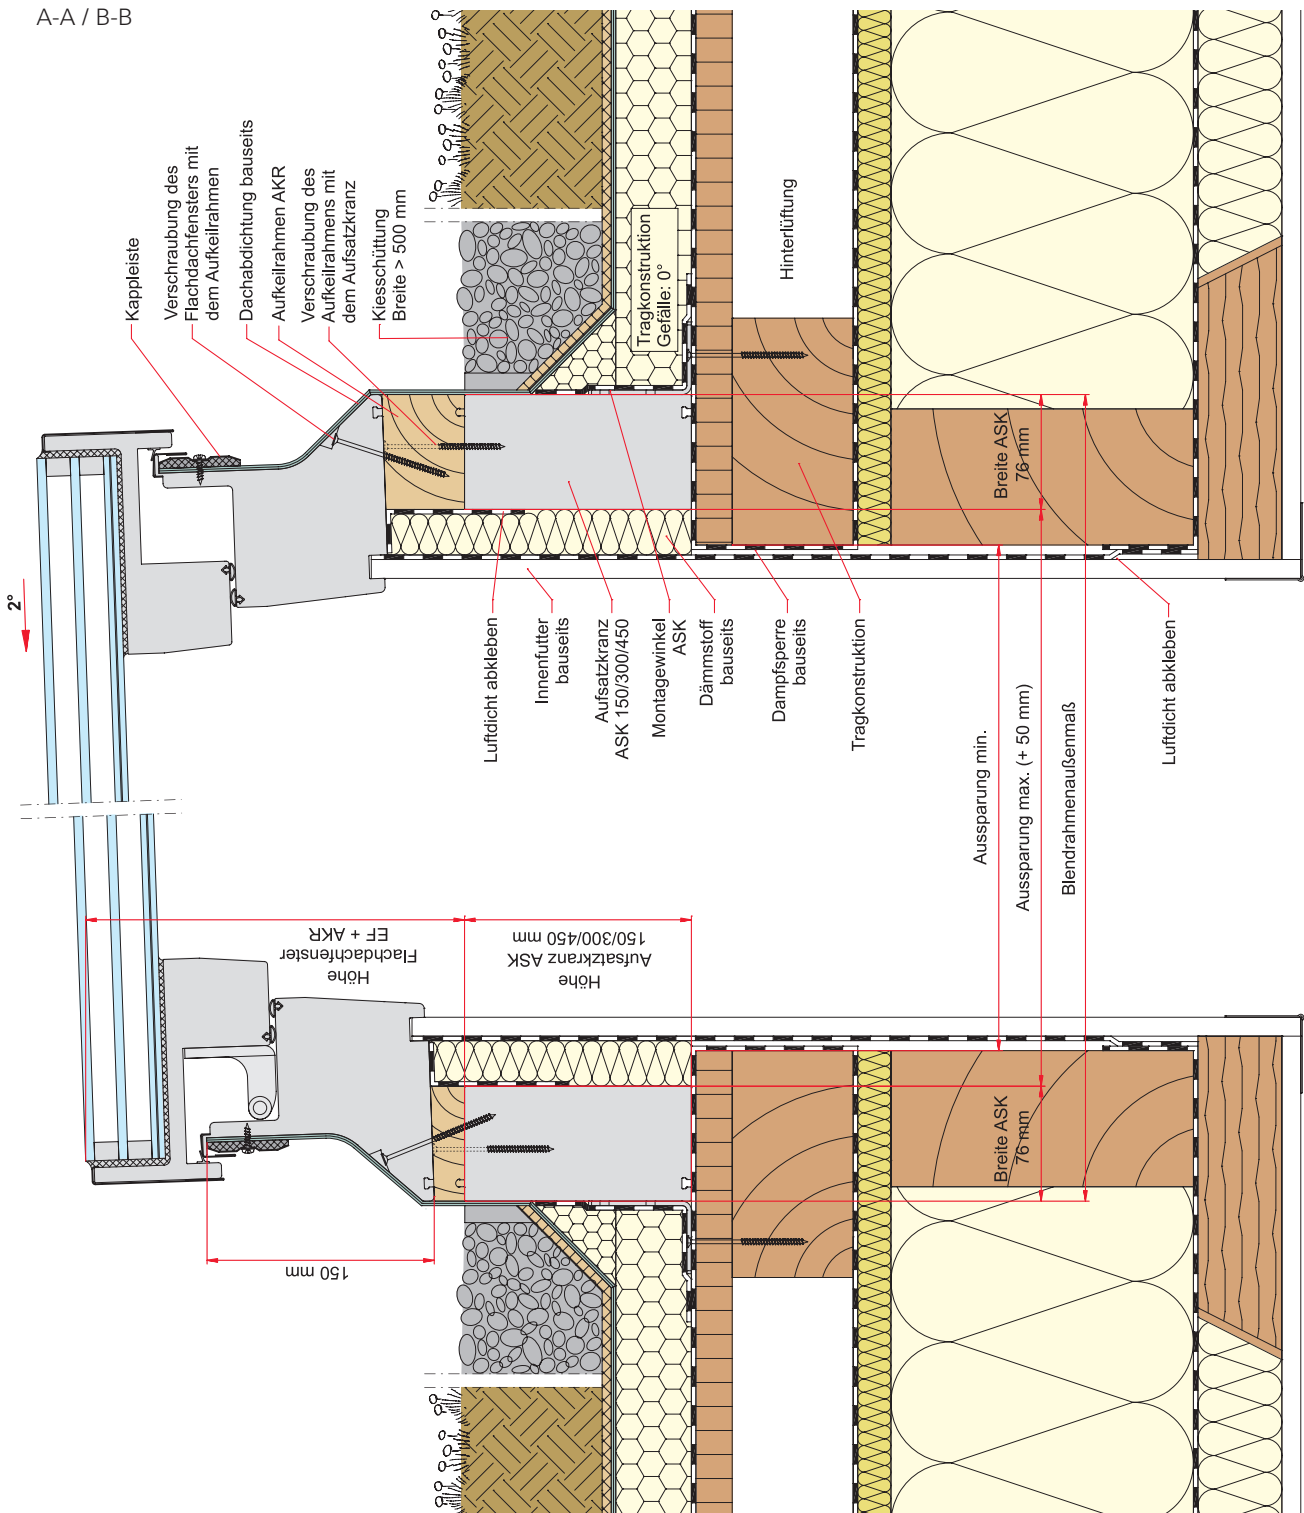 A-A / B-B
Kappleiste
Verschraubung des
Flachdachfensters mit
dem Aufkeilrahmen
Dachabdichtung bauseits
Aufkeilrahmen AKR
Verschraubung des
Aufkeilrahmens mit
dem Aufsatzkranz
Kiesschüttung
Breite > 500 mm
Tragkonstruktion
Gefälle: 0°
Hinterlüftung
Breite ASK
76 mm
2°
Luftdicht abkleben
Innenfutter
bauseits
Aufsatzkranz
ASK 150/300/450
Montagewinkel
ASK
Dämmstoff
bauseits
Dampfsperre
bauseits
Tragkonstruktion
Luftdicht abkleben
Aussparung min.
Aussparung max. (+ 50 mm)
Blendrahmenaußenmaß
Höhe
Flachdachfenster
EF + AKR
Höhe
Aufsatzkranz ASK
150/300/450 mm
Breite ASK
76 mm
150 mm